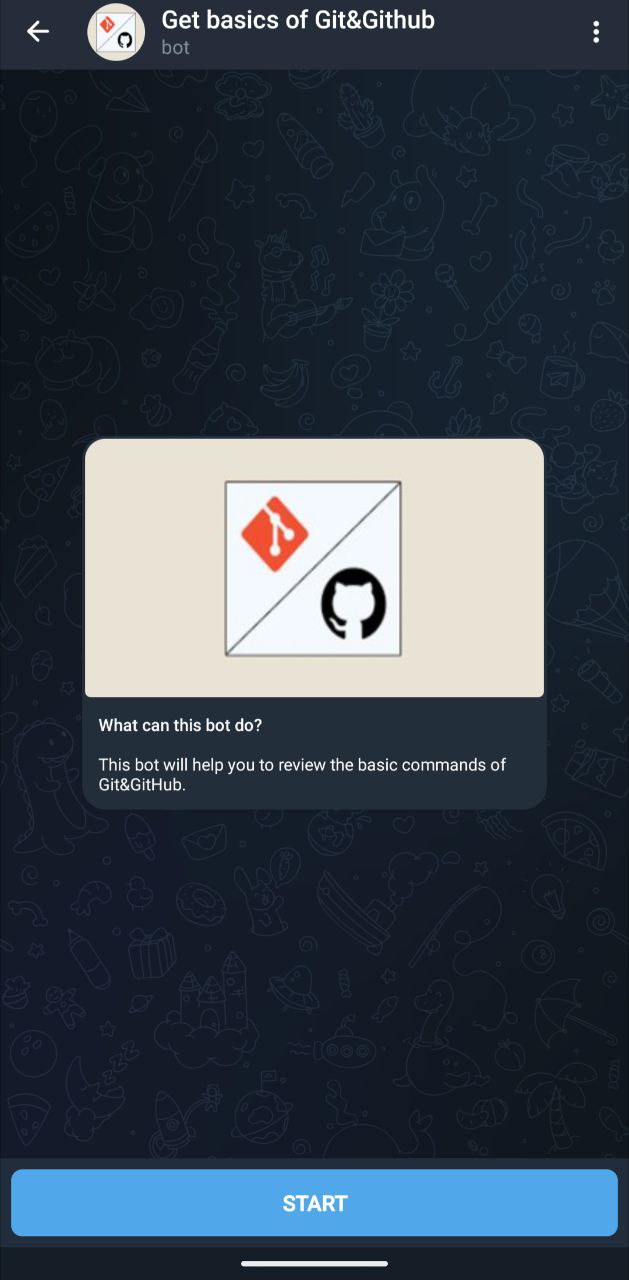 Get basics of Git&Github
bot
What can this bot do?
This bot will help you to review the basic commands of
Git&GitHub.
START